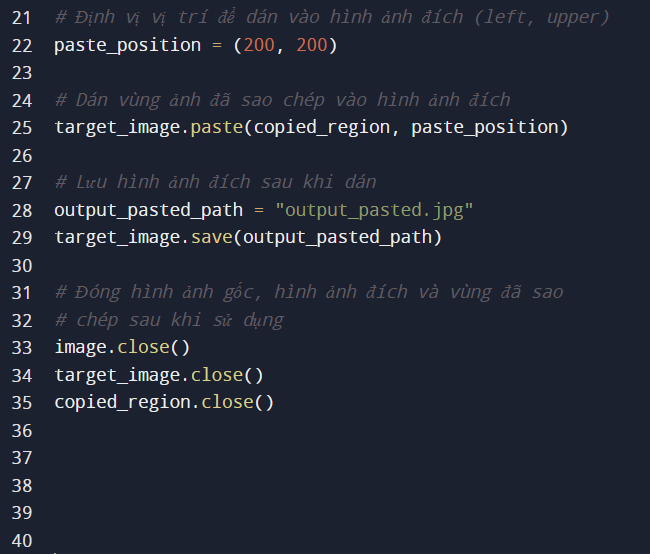 21 # Định vị vị trí để dán vào hình ảnh đích (left, upper)
22 paste_position = (200, 200)
23
24 # Dán vùng ảnh đã sao chép vào hình ảnh đích
25 target_image.paste(copied_region, paste_position)
26
27 # Lưu hình ảnh đích sau khi dán
28 output_pasted_path = "output_pasted.jpg"
29 target_image.save(output_pasted_path)
30
31 # Đóng hình ảnh gốc, hình ảnh đích và vùng đã sao
32 # chép sau khi sử dụng
33 image.close()
34 target_image.close()
35 copied_region.close()
36
37
38
39
40